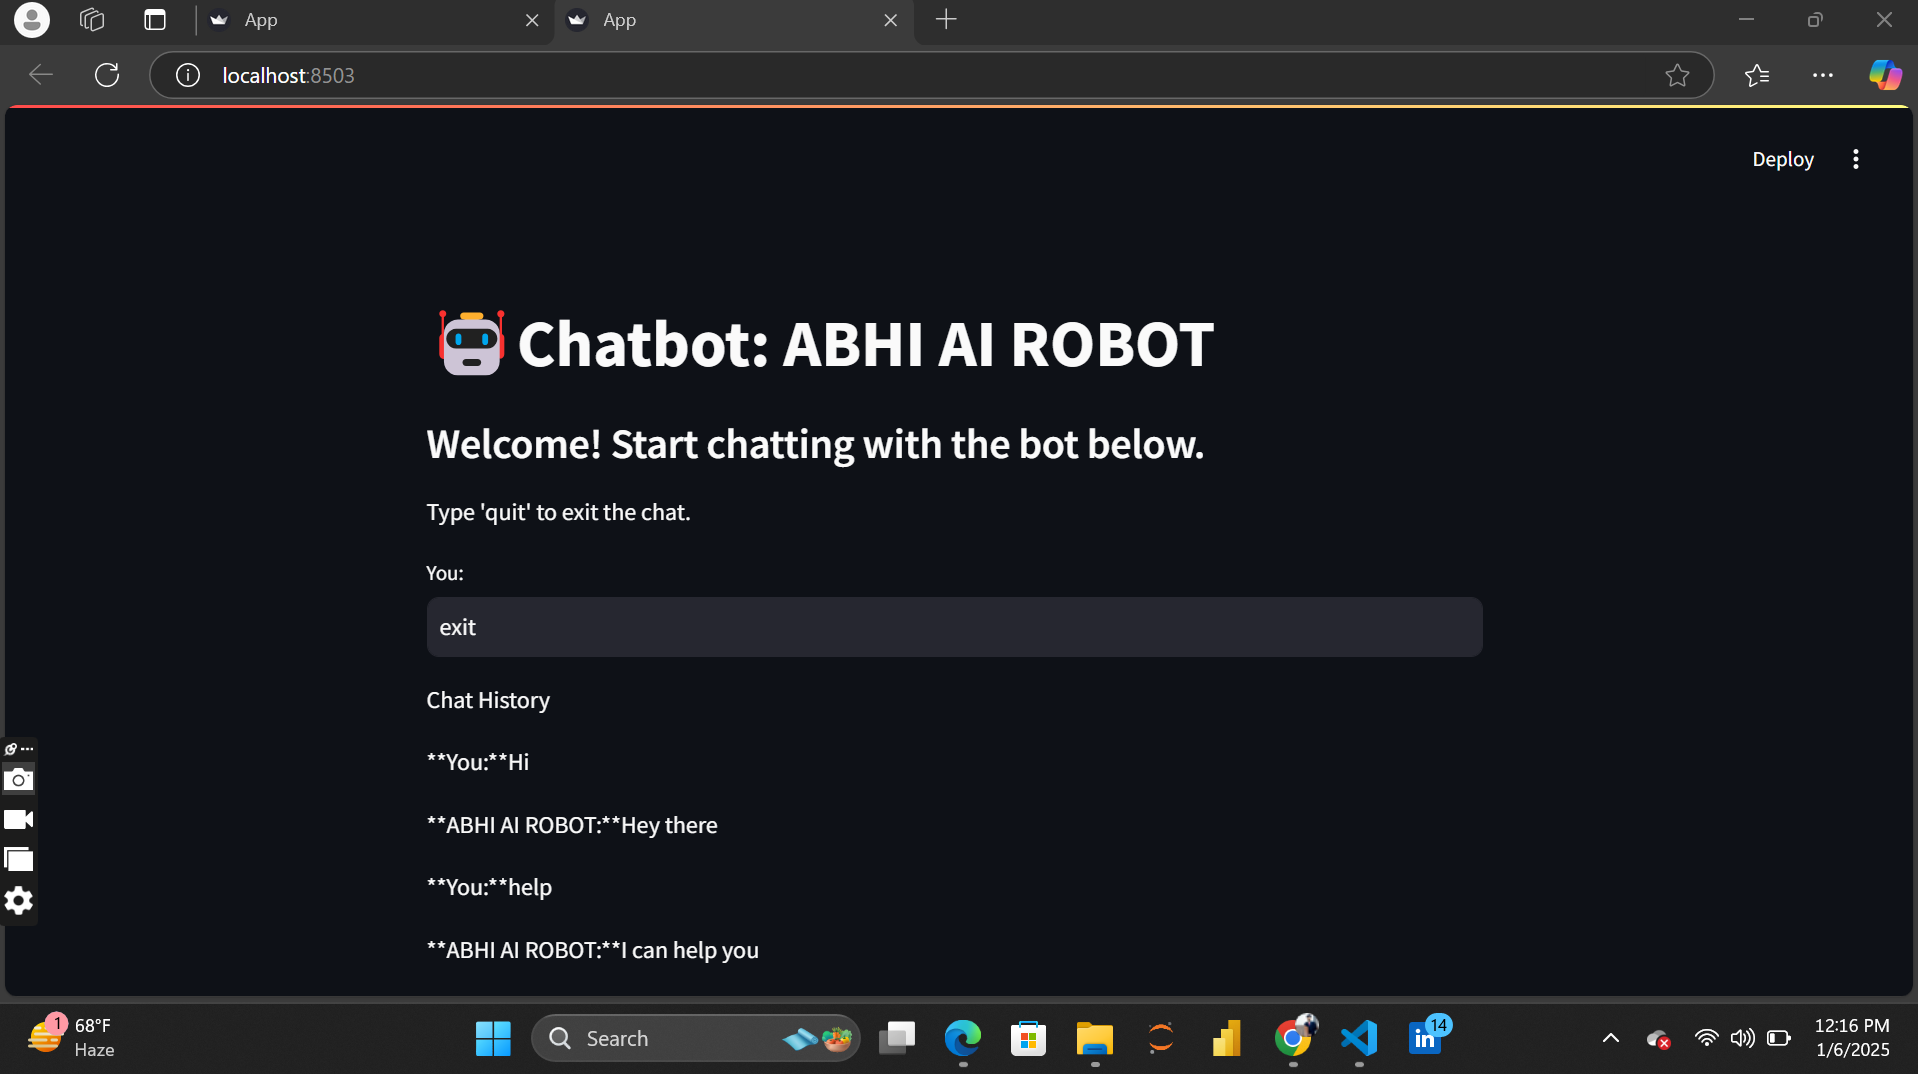 App
App
localhost:8503
Deploy
Chatbot: ABHI AI ROBOT
Welcome! Start chatting with the bot below.
Type 'quit' to exit the chat.
You:
exit
Chat History
**You:**Hi
**ABHI AI ROBOT:**Hey there
**You:**help
**ABHI AI ROBOT:**I can help you
1
68°F
Haze
Search
in
14
12:16 PM
1/6/2025